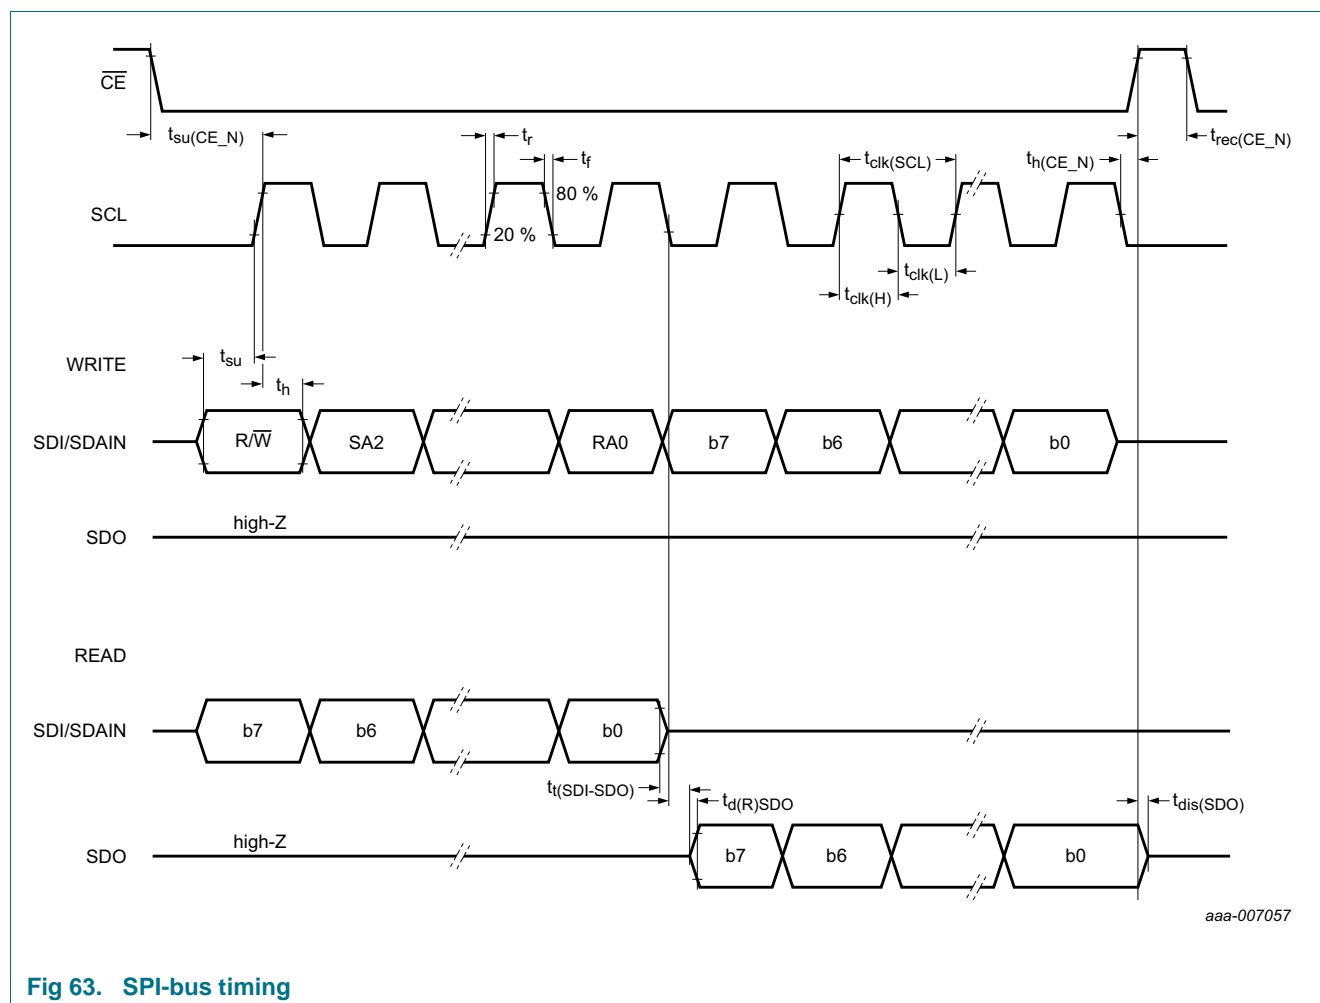 CE
tsu(CE_N)
tr
trec(CE_N)
tf
tclk(SCL)
th(CE_N)
80 %
SCL
20 %
tclk(L)
tclk(H)
WRITE
tsu
th
SDI/SDAIN
R/W
SA2
RA0
b7
b6
b0
high-Z
SDO
READ
SDI/SDAIN
b7
b6
b0
tt(SDI-SDO)
td(R)SDO
tdis(SDO)
high-Z
SDO
b7
b6
b0
aaa-007057
Fig 63. SPI-bus timing